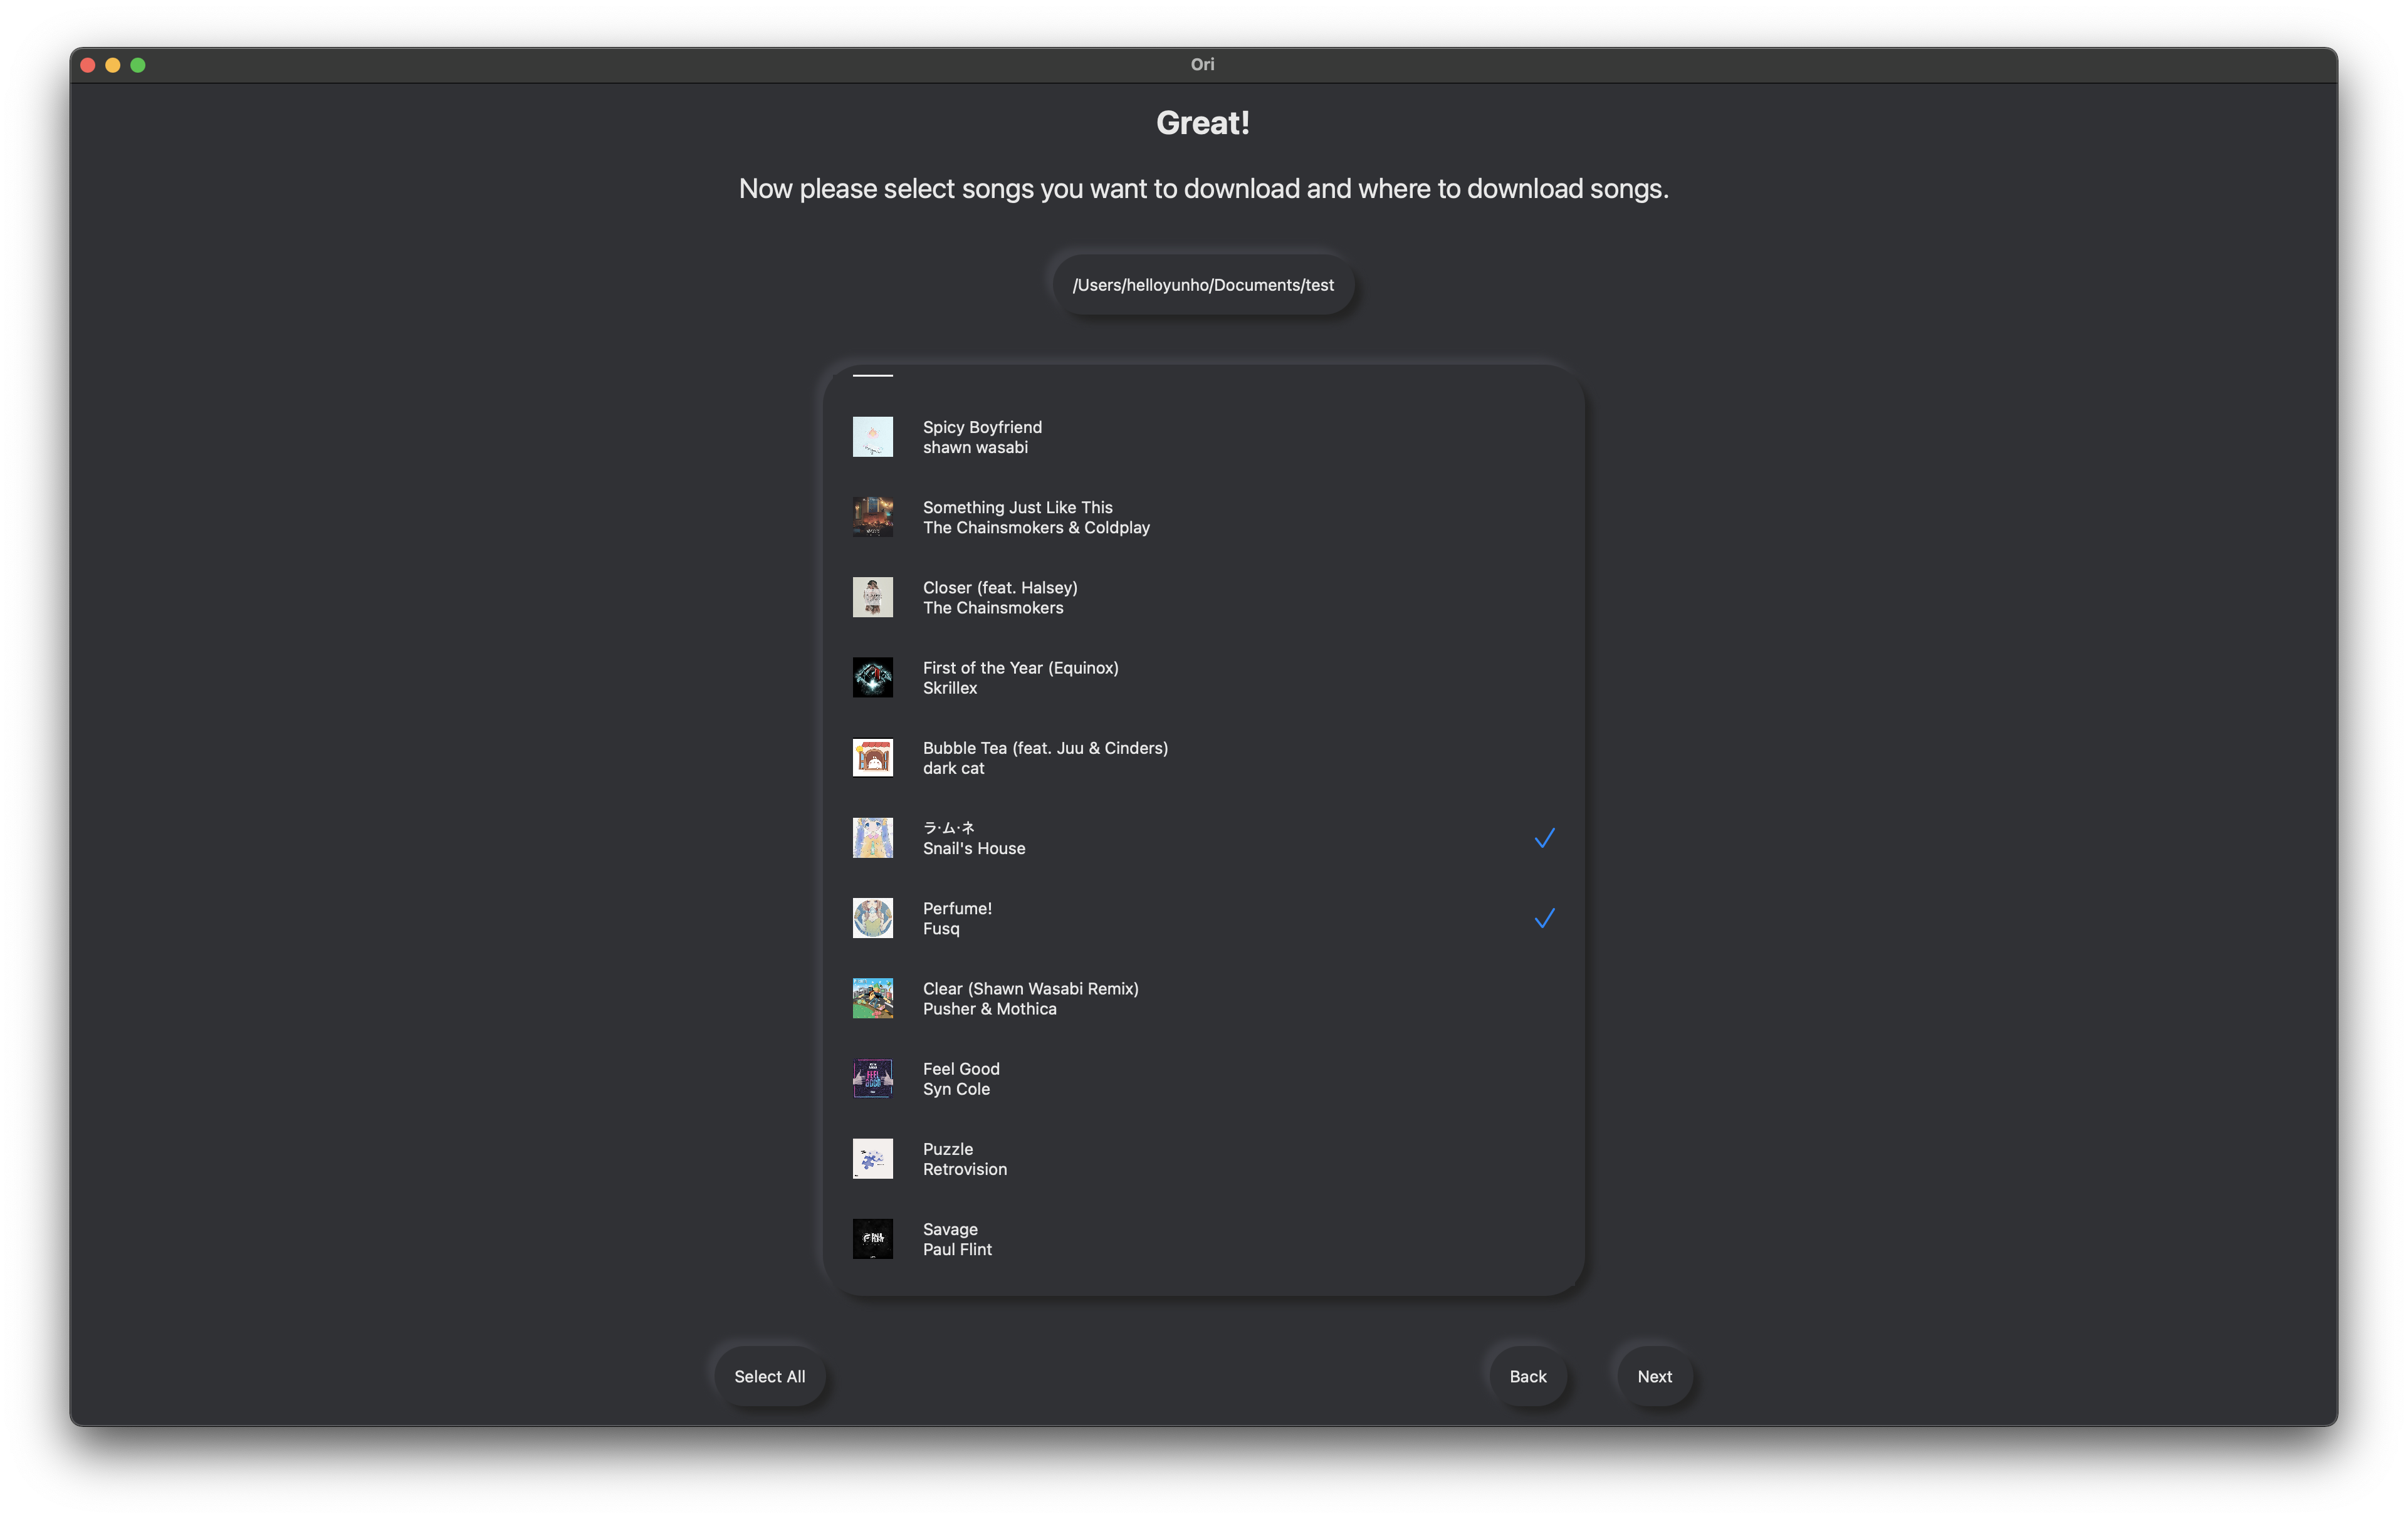 Ori
Great!
Now please select songs you want to download and where to download songs.
/Users/helloyunho/Documents/test
Spicy Boyfriend
shawn wasabi
Something Just Like This
The Chainsmokers & Coldplay
Closer (feat. Halsey)
The Chainsmokers
First of the Year (Equinox)
Skrillex
Bubble Tea (feat. Juu & Cinders)
dark cat
ラ·ム·ネ
Snail's House
Perfume!
Fusq
Clear (Shawn Wasabi Remix)
Pusher & Mothica
FEEL
GOOD
Feel Good
Syn Cole
Puzzle
Retrovision
Savage
Paul Flint
Select All
Back
Next